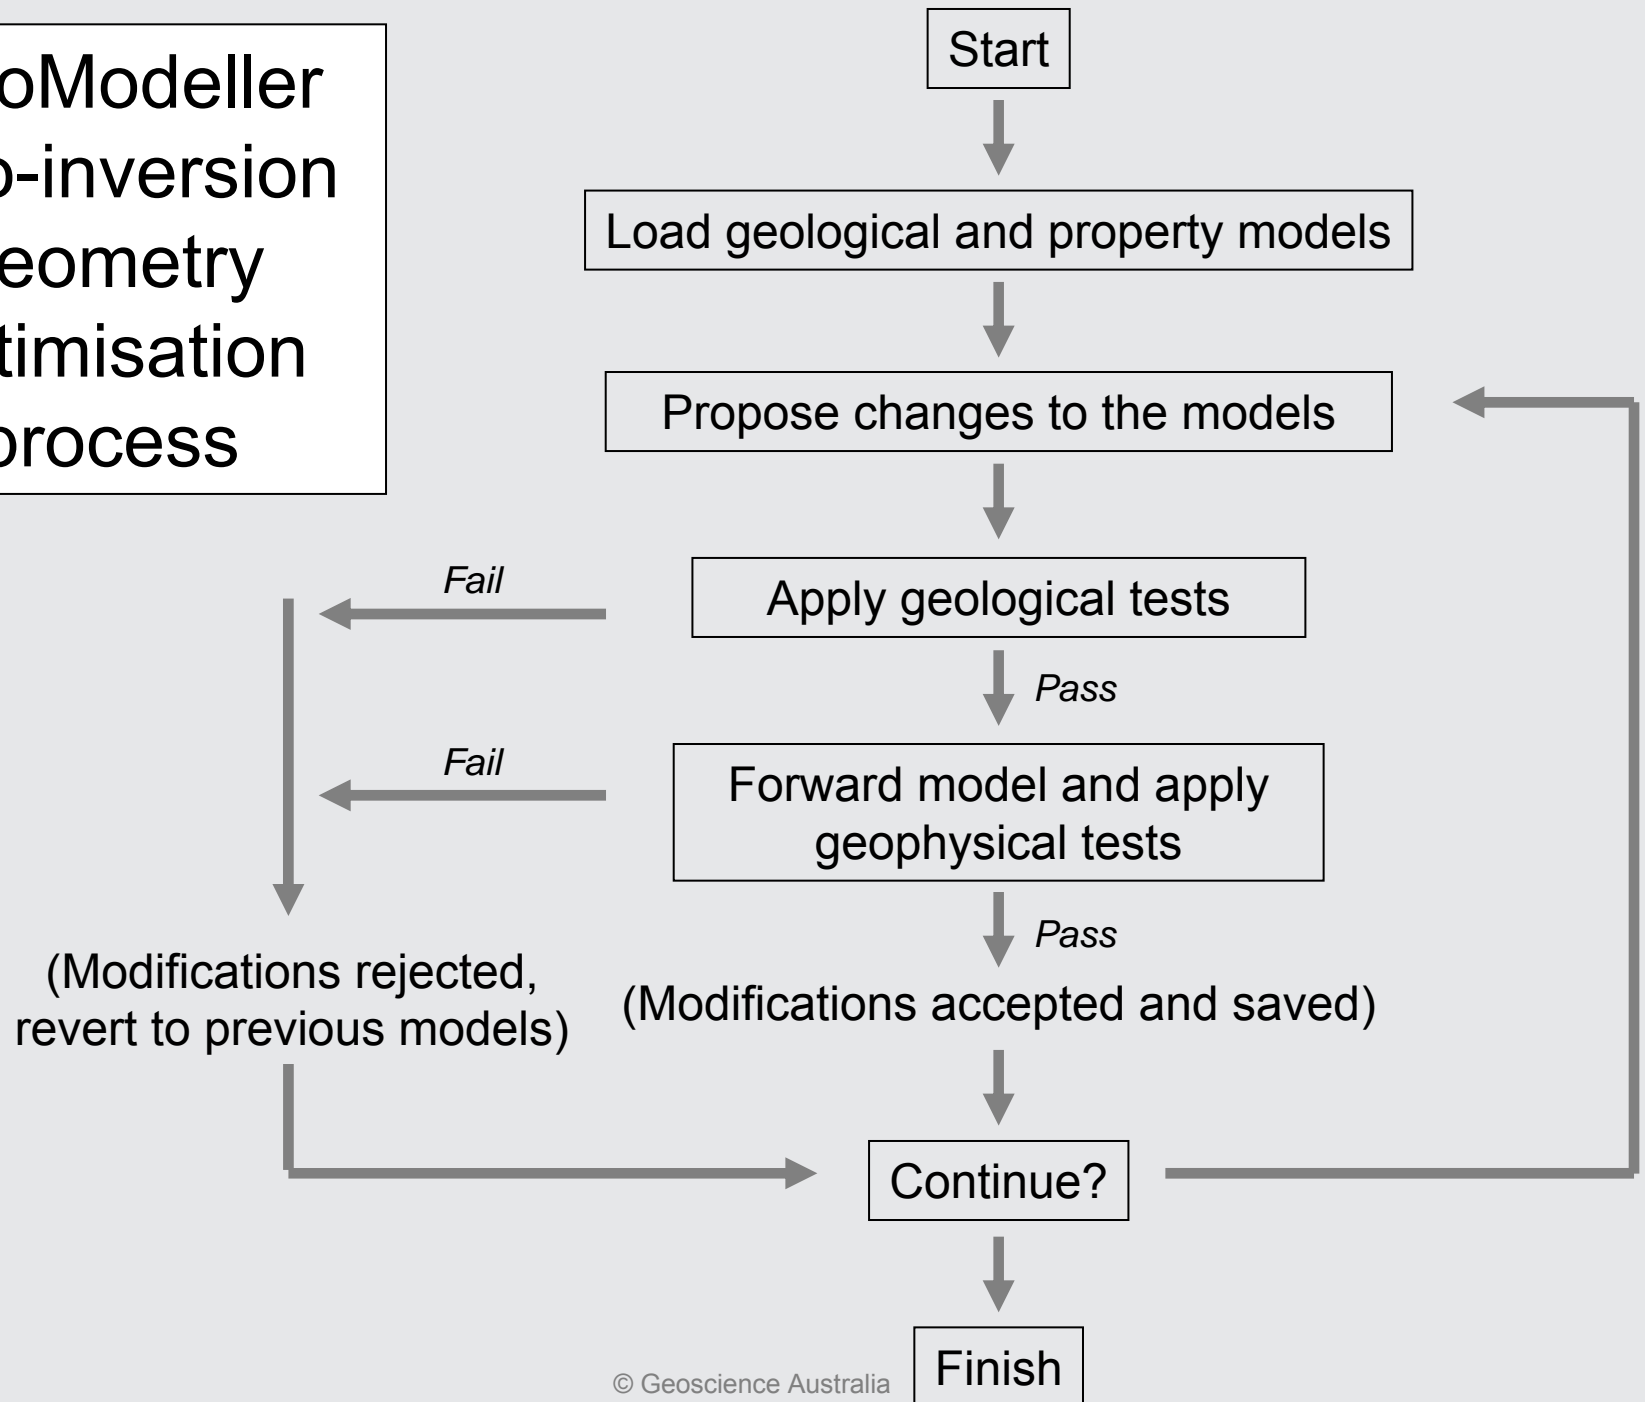 oModeller
o-inversion
eometry
timisation
process
Start
Load geological and property models
Propose changes to the models
Fail
Apply geological tests
Pass
Fail
Forward model and apply
geophysical tests
Pass
(Modifications rejected,
revert to previous models)
(Modifications accepted and saved)
Continue?
Finish
© Geoscience Australia